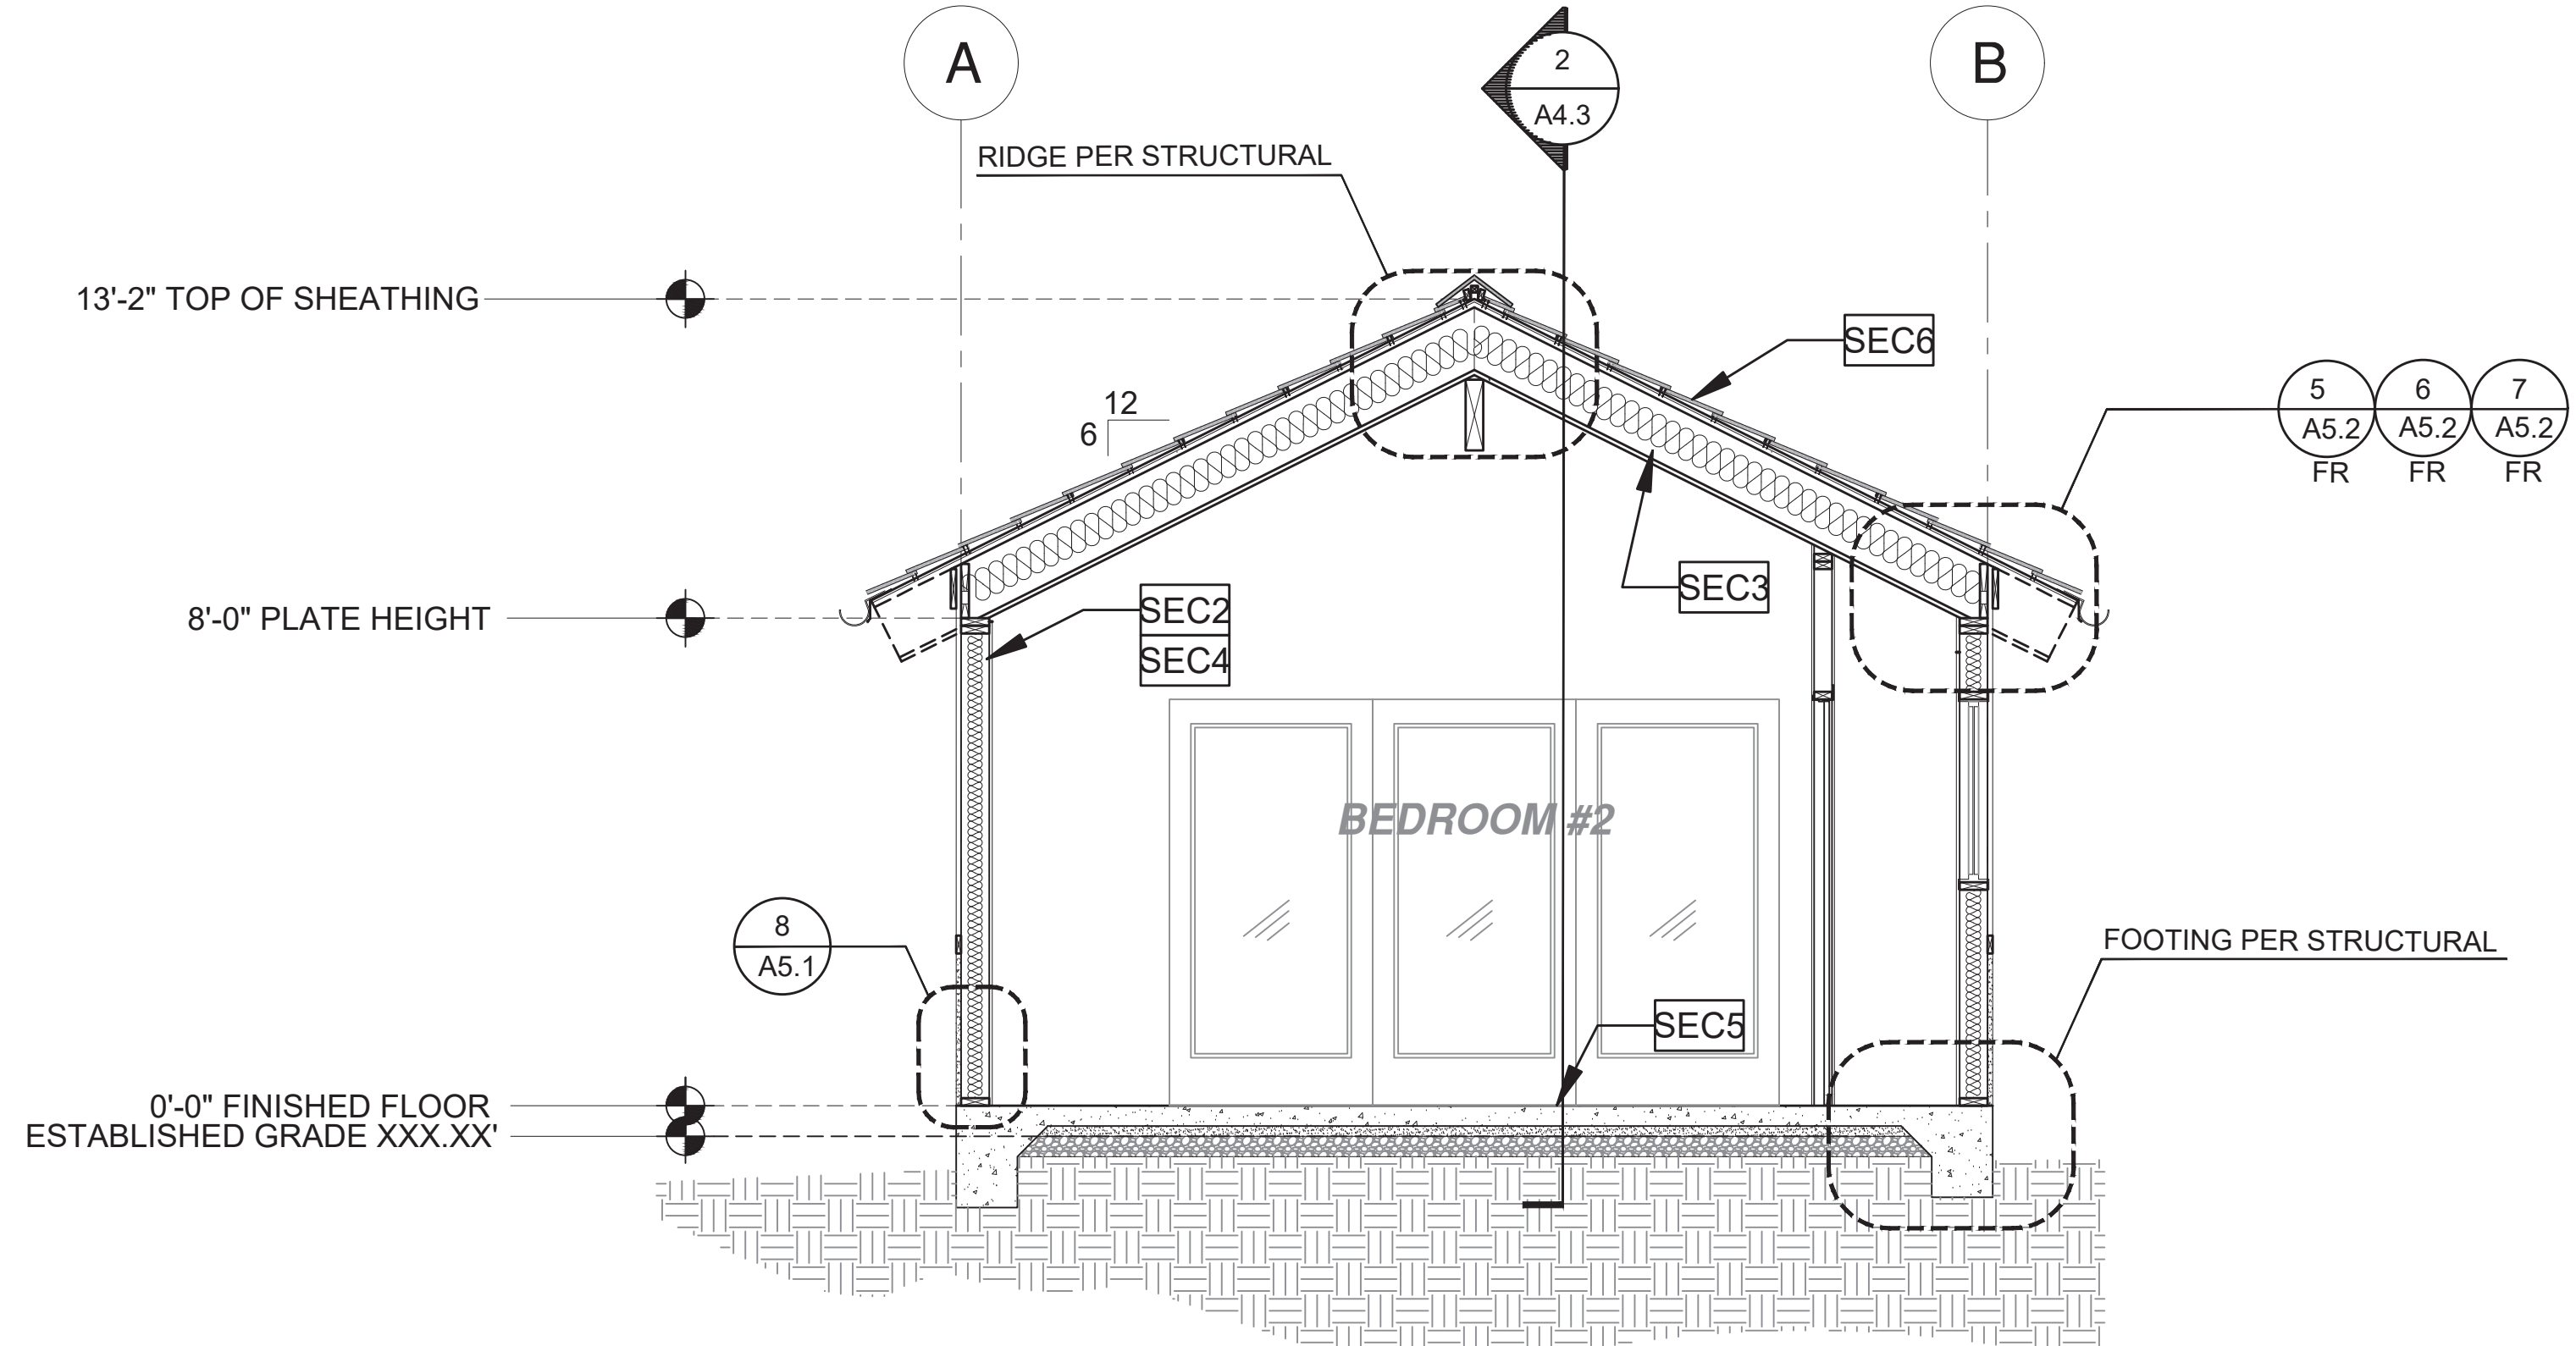 A
B
2
A4.3
RIDGE PER STRUCTURAL
13'-2" TOP OF SHEATHING
SEC6
12
6
5
A5.2
FR
6
A5.2
FR
7
A5.2
FR
8'-0" PLATE HEIGHT
SEC2
SEC4
SEC3
BEDROOM #2
8
A5.1
FOOTING PER STRUCTURAL
SEC5
0'-0" FINISHED FLOOR
ESTABLISHED GRADE XXX.XX'